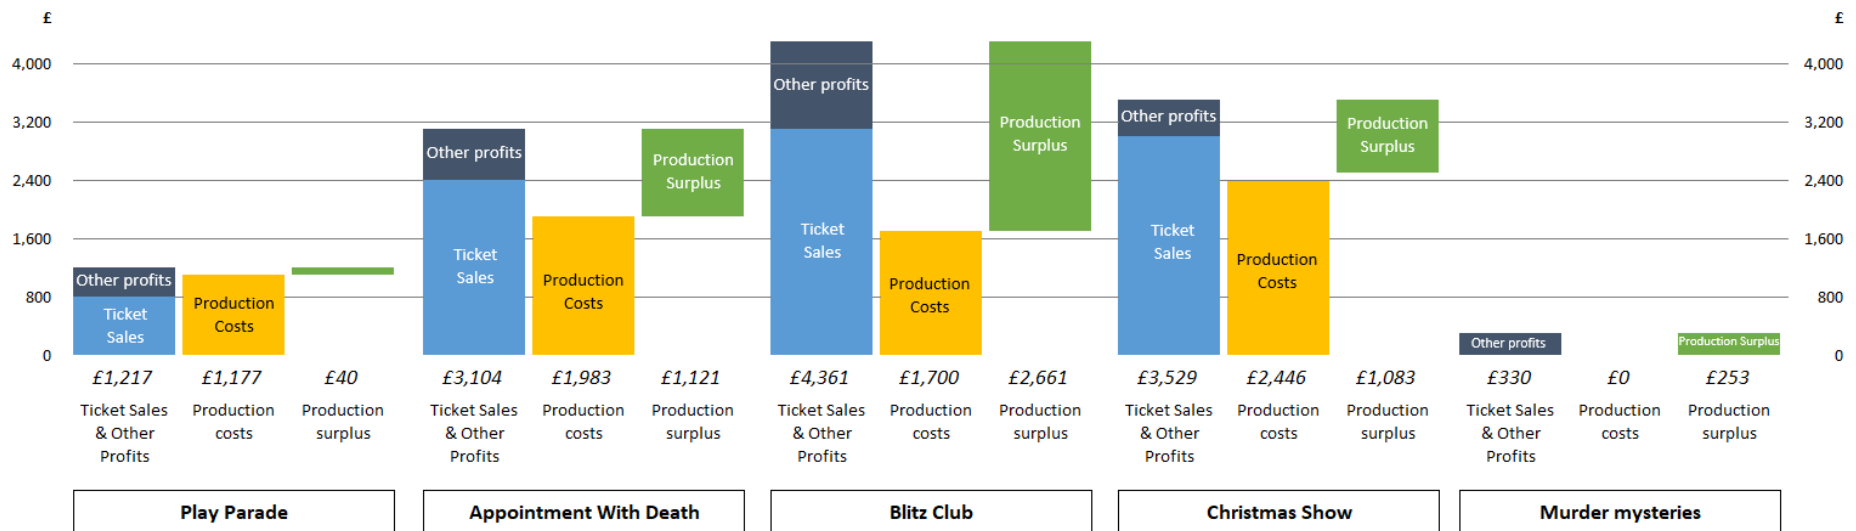 £
£
4,000
4,000
3,200
3,200
2,400
2,400
1,600
1,600
800
800
0
0
Other profits
Ticket
Sales
Production
Costs
Other profits
Ticket
Sales
Production
Costs
Production
Surplus
Other profits
Ticket
Sales
Production
Costs
Production
Surplus
Other profits
Ticket
Sales
Production
Costs
Production
Surplus
Other profits
Production Surplus
£1,217
£1,177
£40
£3,104
£1,983
£1,121
£4,361
£1,700
£2,661
£3,529
£2,446
£1,083
£330
£0
£253
Ticket Sales
& Other
Profits
Production
costs
Production
surplus
Ticket Sales
& Other
Profits
Production
costs
Production
surplus
Ticket Sales
& Other
Profits
Production
costs
Production
surplus
Ticket Sales
& Other
Profits
Production
costs
Production
surplus
Ticket Sales
& Other
Profits
Production
costs
Production
surplus
Play Parade
Appointment With Death
Blitz Club
Christmas Show
Murder mysteries